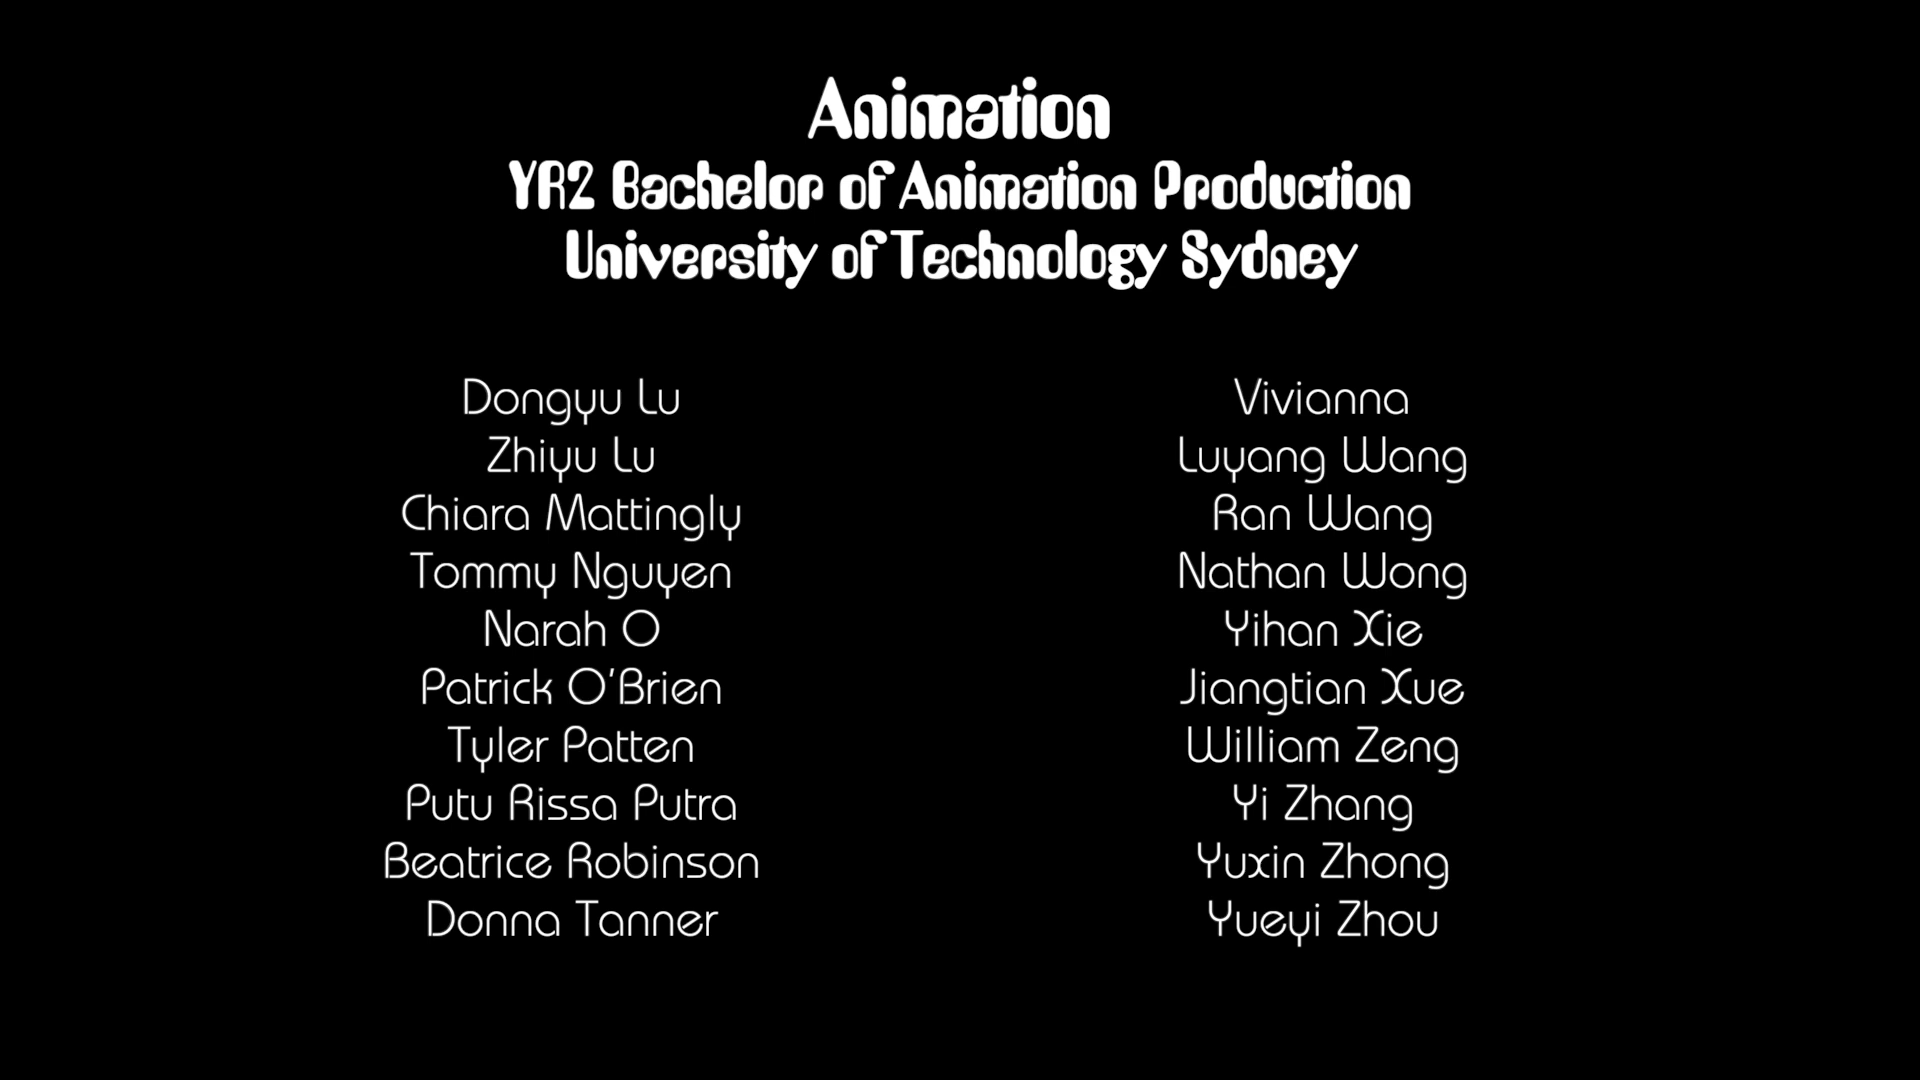 Animation
YR2 Bachelor of Animation Production
University of Technology Sydney
Dongyu Lu
Zhiyu Lu
Chiara Mattingly
Tommy Nguyen
Narah O
Patrick O'Brien
Tyler Patten
Putu Rissa Putra
Beatrice Robinson
Donna Tanner
Vivianna
Luyang Wang
Ran Wang
Nathan Wong
Yihan Xie
Jiangtian Xue
William Zeng
Yi Zhang
Yuxin Zhong
Yueyi Zhou